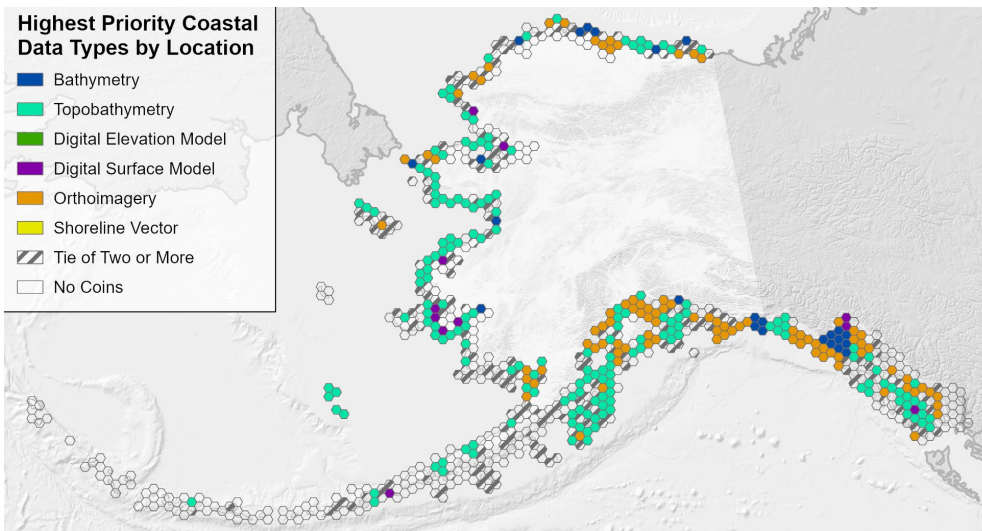 Highest Priority Coastal
Data Types by Location
Bathymetry
Topobathymetry
Digital Elevation Model
Digital Surface Model
Orthoimagery
Shoreline Vector
Tie of Two or More
No Coins